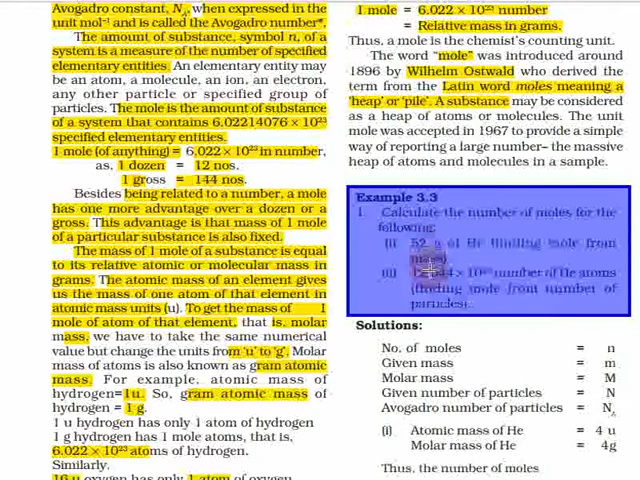 Avogadro constant, N₀, when expressed in the
unit mol⁻¹ and is called the Avogadro number*.
The amount of substance, symbol n, of a
system is a measure of the number of specified
elementary entities. An elementary entity may
be an atom, a molecule, an ion, an electron,
any other particle or specified group of
particles. The mole is the amount of substance
of a system that contains 6.02214076 × 10²³
specified elementary entities.
1 mole (of anything) = 6.022 × 10²³ in number,
as, 1 dozen = 12 nos.
1 gross = 144 nos.
Besides being related to a number, a mole
has one more advantage over a dozen or a
gross. This advantage is that mass of 1 mole
of a particular substance is also fixed.
The mass of 1 mole of a substance is equal
to its relative atomic or molecular mass in
grams. The atomic mass of an element gives
us the mass of one atom of that element in
atomic mass units (u). To get the mass of 1
mole of atom of that element, that is, molar
mass, we have to take the same numerical
value but change the units from 'u' to 'g'. Molar
mass of atoms is also known as gram atomic
mass. For example, atomic mass of
hydrogen=1u. So, gram atomic mass of
hydrogen = 1 g.
1 u hydrogen has only 1 atom of hydrogen
1 g hydrogen has 1 mole atoms, that is,
6.022 × 10²³ atoms of hydrogen.
Similarly.
16 u oxygen has only 1 atom of oxygen
1 mole = 6.022 × 10²³ number
= Relative mass in grams.
Thus, a mole is the chemist's counting unit.
The word "mole" was introduced around
1896 by Wilhelm Ostwald who derived the
term from the Latin word moles meaning a
'heap' or 'pile'. A substance may be considered
as a heap of atoms or molecules. The unit
mole was accepted in 1967 to provide a simple
way of reporting a large number– the massive
heap of atoms and molecules in a sample.
Example 3.3
1. Calculate the number of moles for the
following:
(i) 52 g of He (finding mole from
mass)
(ii) × 10²³ number of He atoms
(finding mole from number of
particles).
Solutions:
No. of moles = n
Given mass = m
Molar mass = M
Given number of particles = N
Avogadro number of particles = N₀
(i) Atomic mass of He = 4 u
Molar mass of He = 4g
Thus, the number of moles